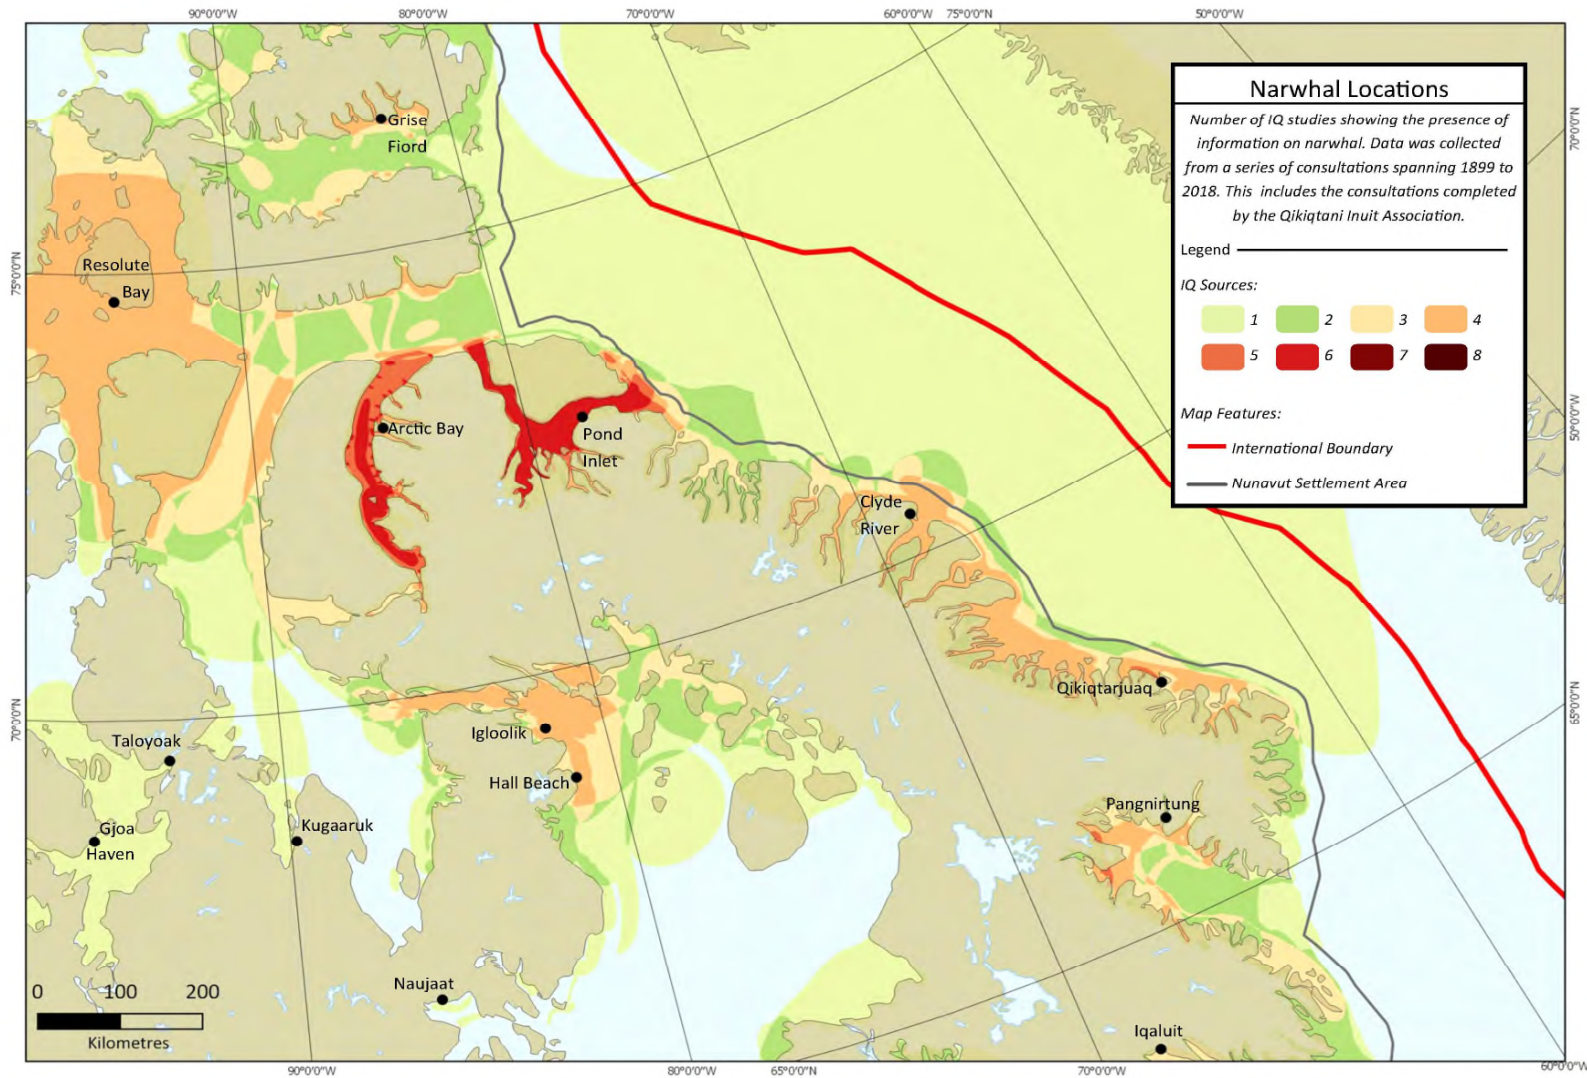 90°0'0"W
80°0'0"W
70°0'0"W
60°0'0"W
75°0'0"N
50°0'0"W
Narwhal Locations
Number of IQ studies showing the presence of
information on narwhal. Data was collected
from a series of consultations spanning 1899 to
2018. This includes the consultations completed
by the Qikiqtani Inuit Association.
Legend
IQ Sources:
1
2
3
4
5
6
7
8
Map Features:
International Boundary
Nunavut Settlement Area
70°0'0"N
50°0'0"W
65°0'0"N
75°0'0"N
70°0'0"N
Grise
Fiord
Resolute
Bay
Arctic Bay
Pond
Inlet
Clyde
River
Qikiqtarjuaq
Igloolik
Hall Beach
Taloyoak
Gjoa
Haven
Kugaaruk
Pangnirtung
Naujaat
Iqaluit
0 100 200
Kilometres
90°0'0"W
80°0'0"W
65°0'0"N
70°0'0"W
60°0'0"W